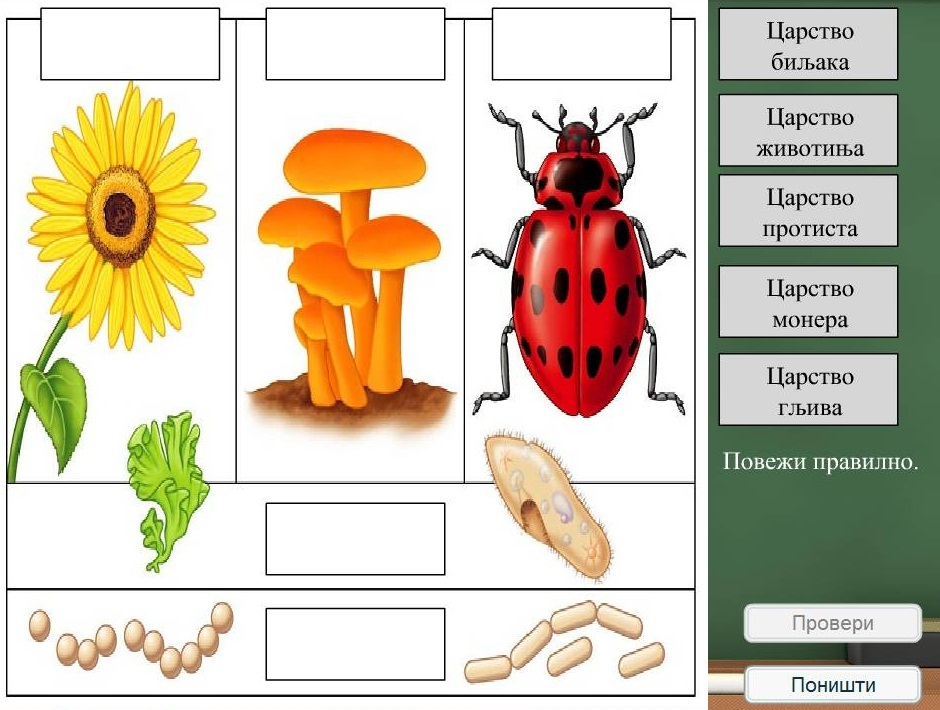 Царство
биљака
Царство
животиња
Царство
протиста
Царство
монера
Царство
гљива
Повежи правилно.
Провери
Поништи